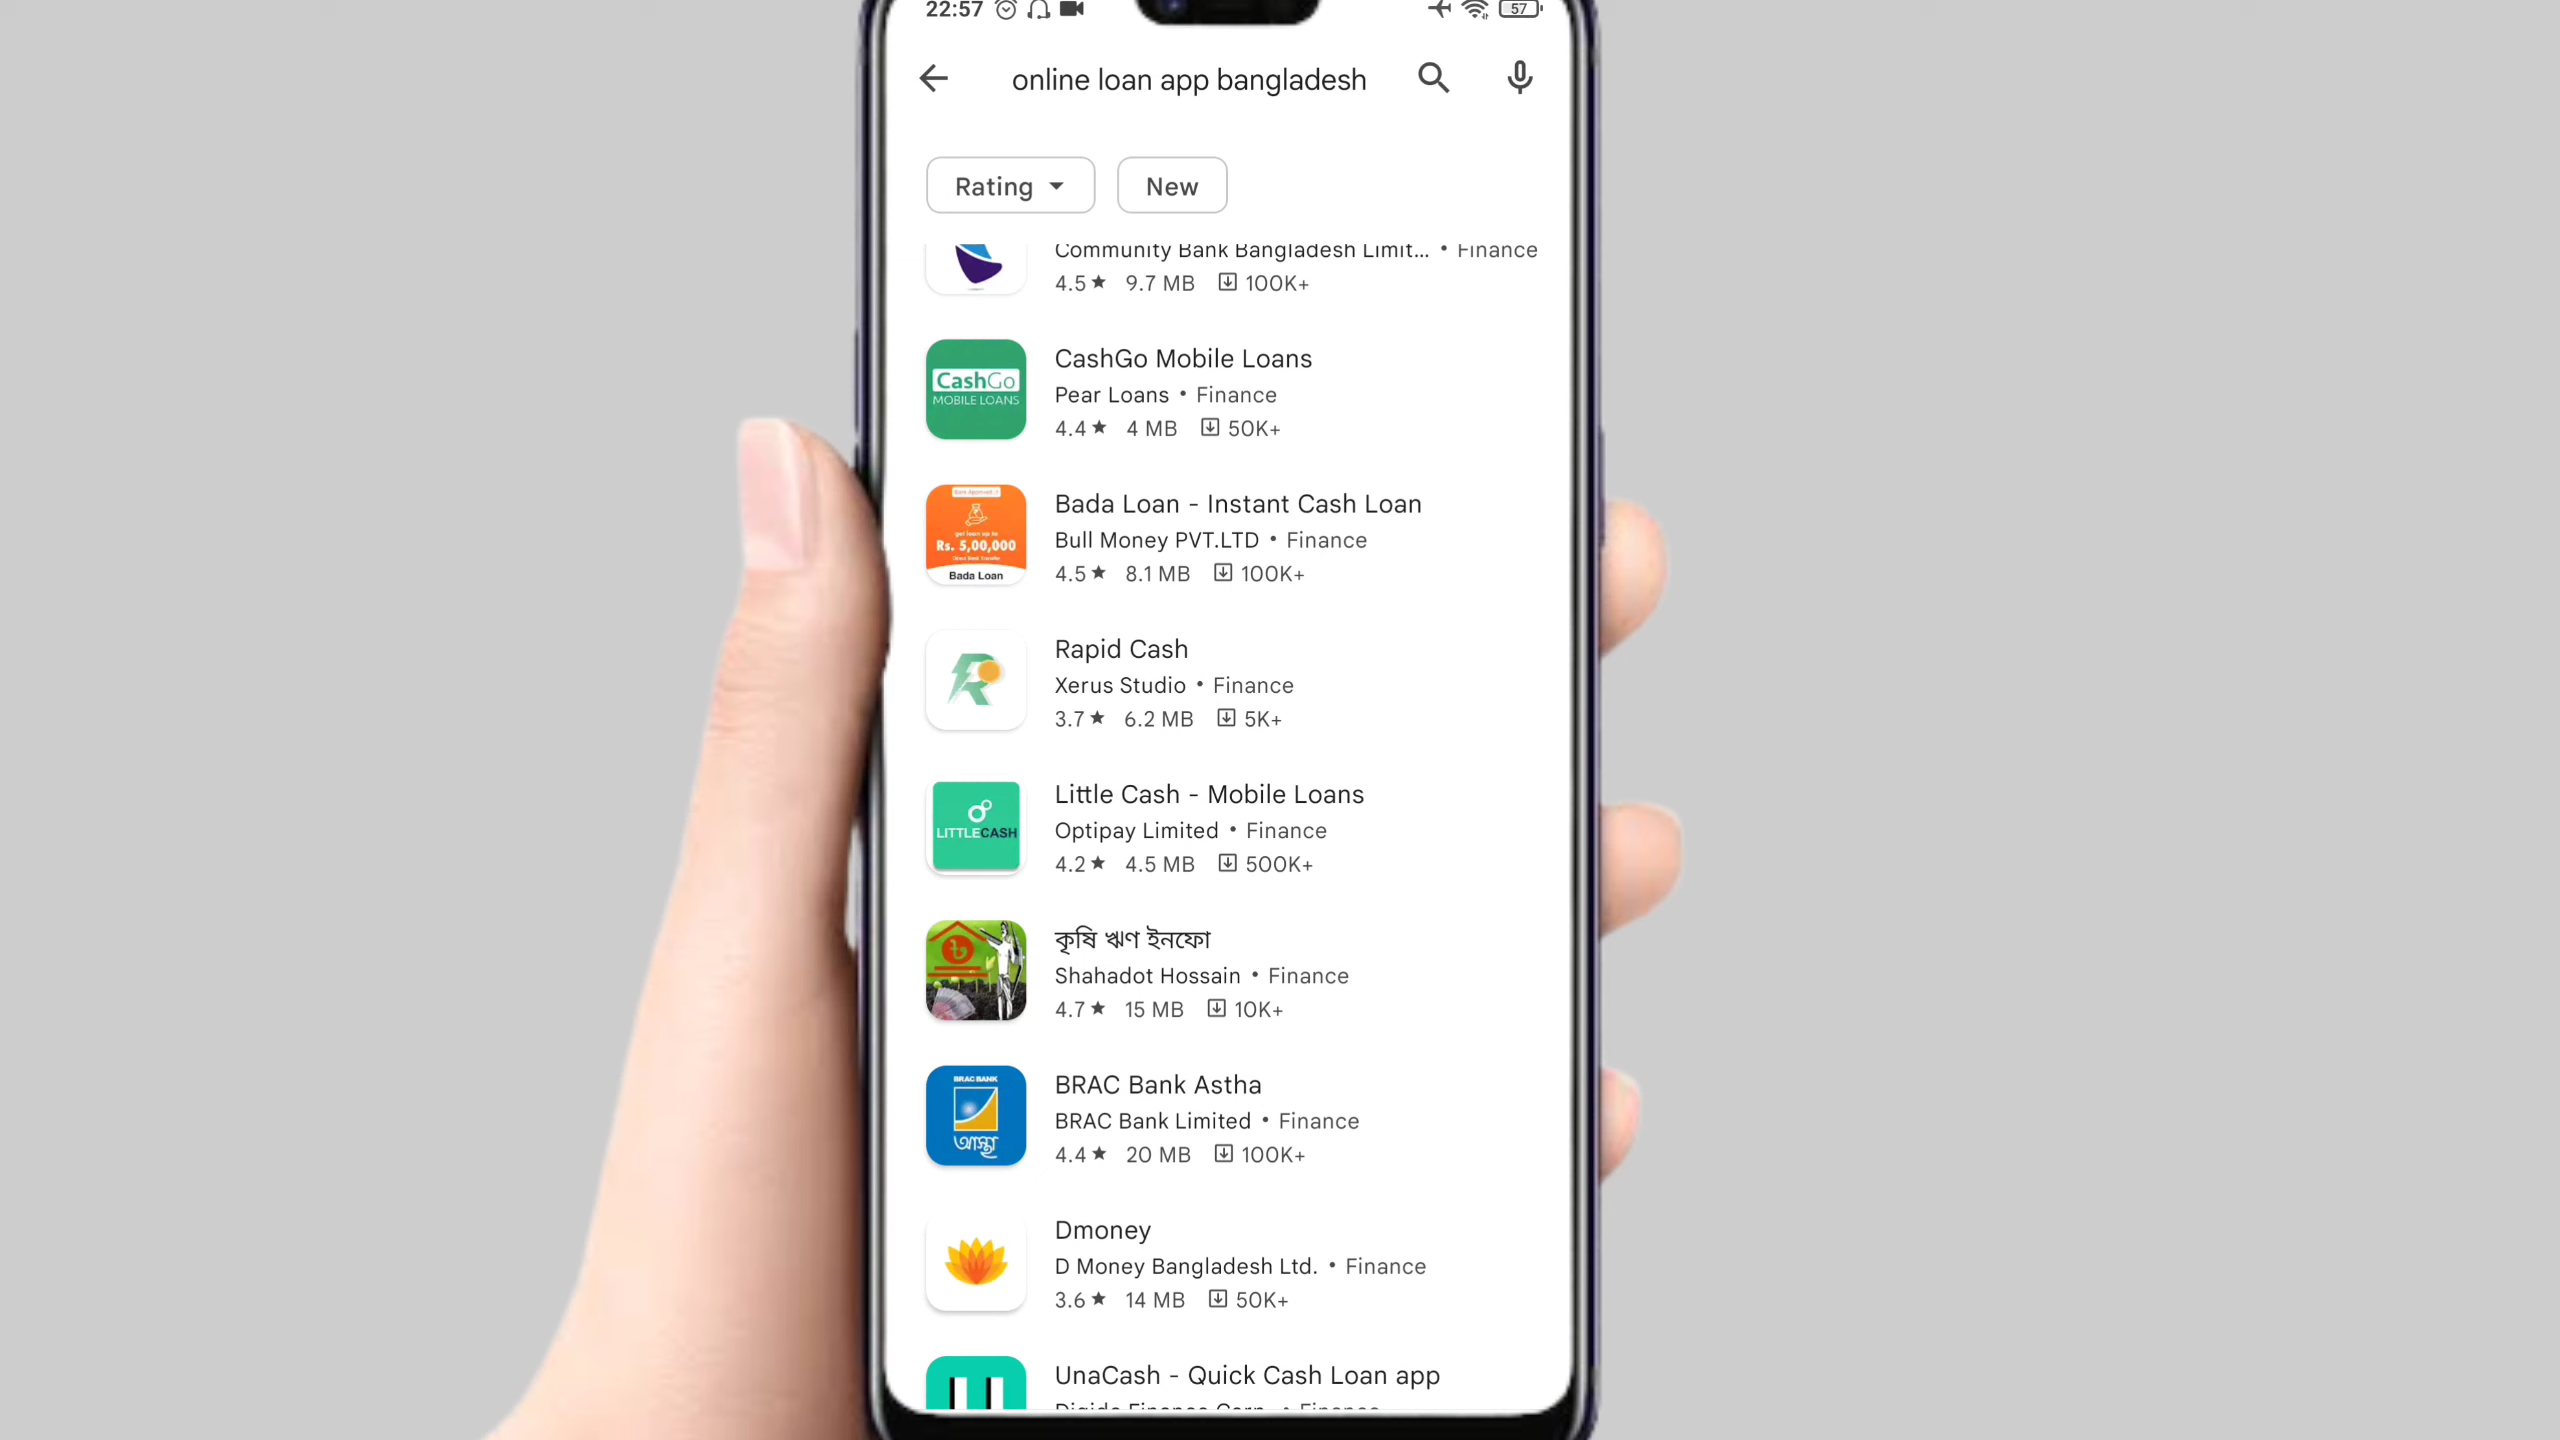 22:57
57
online loan app bangladesh
Rating
New
Community Bank Bangladesh Limit... • Finance
4.5★ 9.7 MB 100K+
CashGo
MOBILE LOANS
CashGo Mobile Loans
Pear Loans • Finance
4.4★ 4 MB 50K+
get loan up to
Rs. 5,00,000
Bada Loan
Bada Loan - Instant Cash Loan
Bull Money PVT.LTD • Finance
4.5★ 8.1 MB 100K+
Rapid Cash
Xerus Studio • Finance
3.7★ 6.2 MB 5K+
LITTLECASH
Little Cash - Mobile Loans
Optipay Limited • Finance
4.2★ 4.5 MB 500K+
৳
কৃষি ঋণ ইনফো
Shahadot Hossain • Finance
4.7★ 15 MB 10K+
BRAC BANK
আস্থা
BRAC Bank Astha
BRAC Bank Limited • Finance
4.4★ 20 MB 100K+
Dmoney
D Money Bangladesh Ltd. • Finance
3.6★ 14 MB 50K+
UnaCash - Quick Cash Loan app